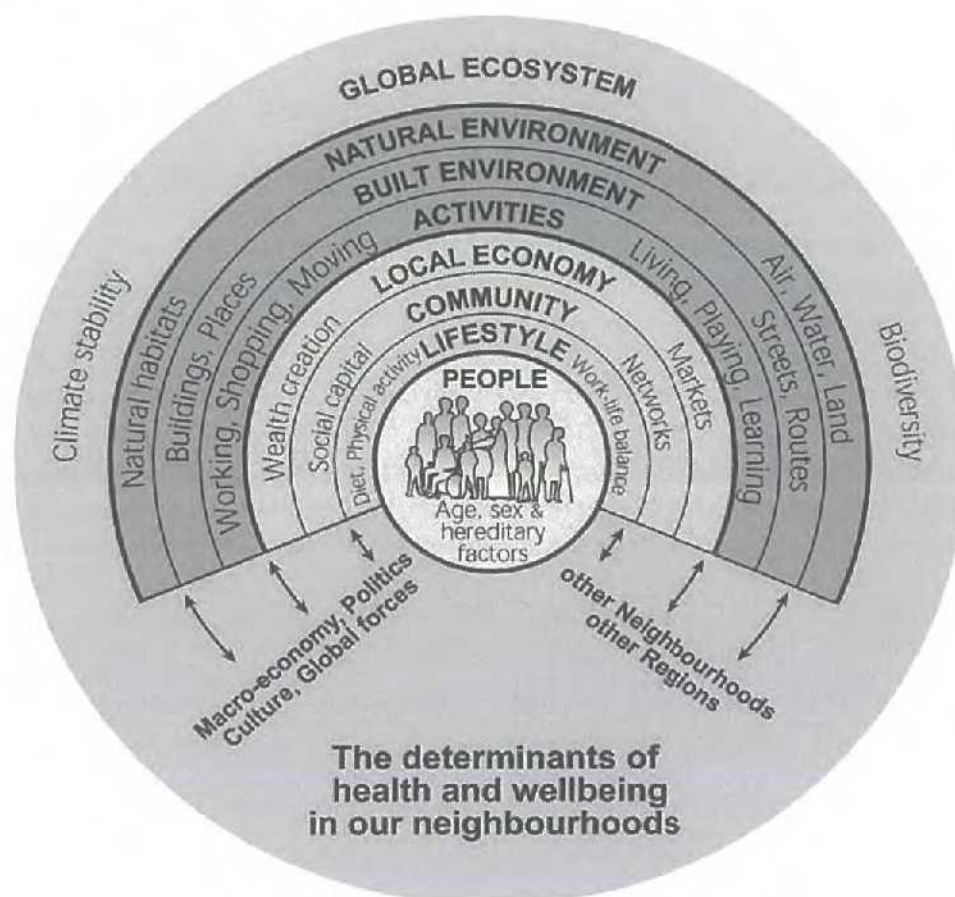 GLOBAL ECOSYSTEM
NATURAL ENVIRONMENT
BUILT ENVIRONMENT
ACTIVITIES
LOCAL ECONOMY
COMMUNITY
LIFESTYLE
PEOPLE
Age, sex &
hereditary
factors
Climate stability
Natural habitats
Buildings, Places
Working, Shopping, Moving
Wealth creation
Social capital
Diet, Physical activity
Work-life balance
Networks
Markets
Living, Playing, Learning
Streets, Routes
Air, Water, Land
Biodiversity
Macro-economy, Politics
Culture, Global forces
other Neighbourhoods
other Regions
The determinants of
health and wellbeing
in our neighbourhoods